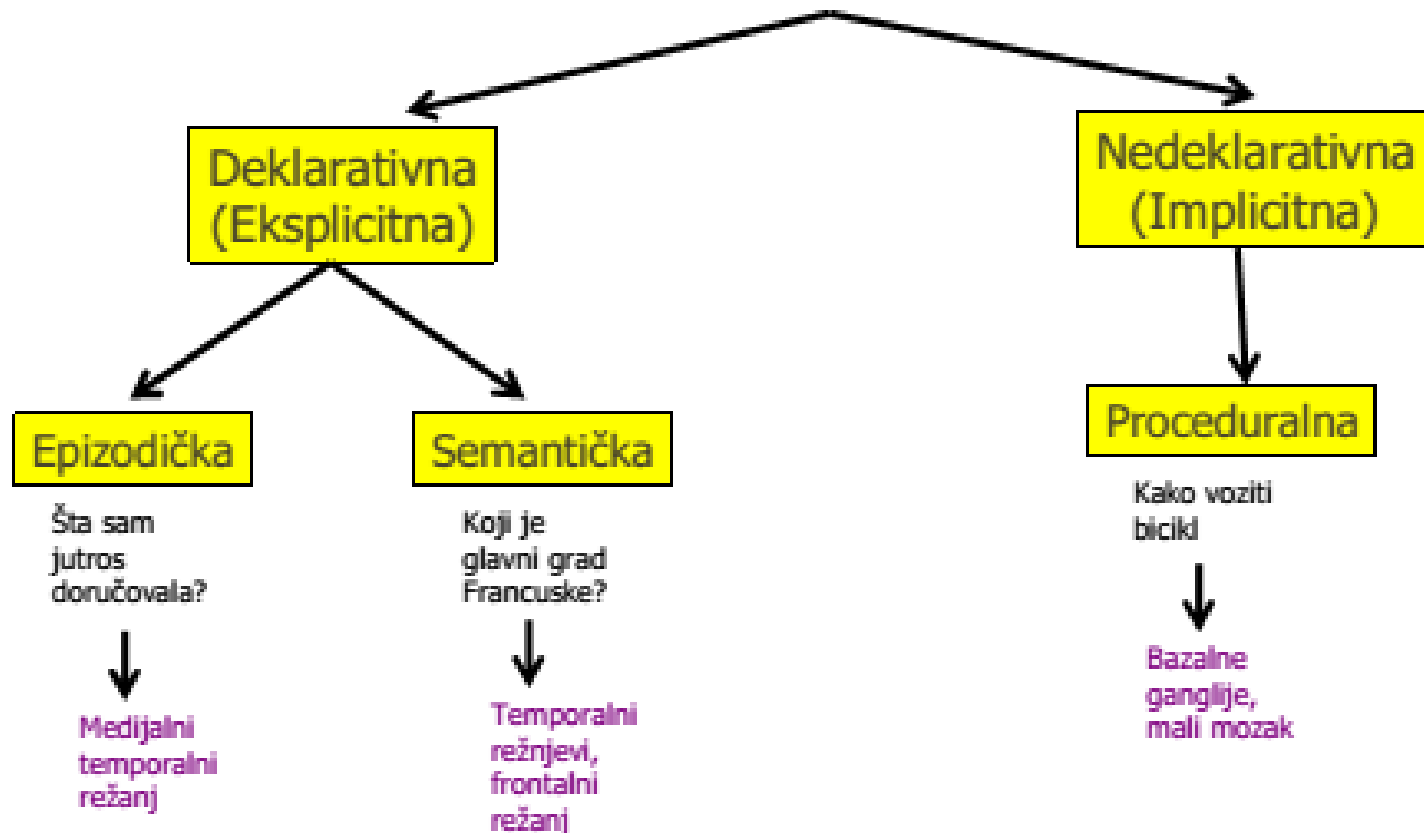 Deklarativna
(Eksplicitna)
Nedeklarativna
(Implicitna)
Epizodička
Semantička
Proceduralna
Šta sam
jutros
doručovala?
Koji je
glavni grad
Francuske?
Kako voziti
bicikl
Medijalni
temporalni
režanj
Temporalni
režnjevi,
frontalni
režanj
Bazalne
ganglije,
mali mozak